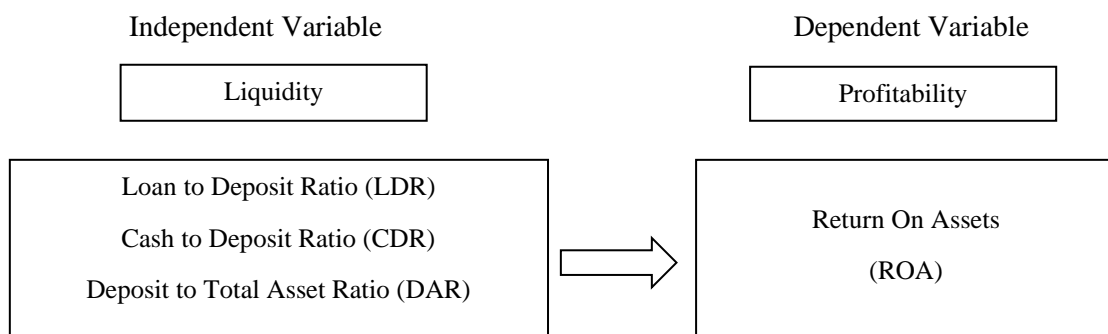 Independent Variable
Dependent Variable
Liquidity
Profitability
Loan to Deposit Ratio (LDR)
Cash to Deposit Ratio (CDR)
Deposit to Total Asset Ratio (DAR)
Return On Assets
(ROA)